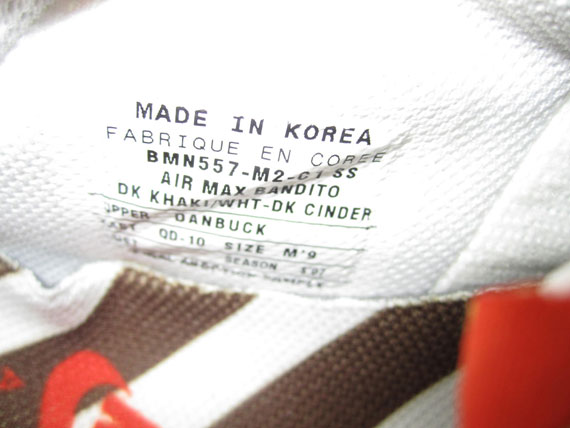 MADE IN KOREA
FABRIQUE EN COREE
BMN557-M2-C1 SS
AIR MAX BANDITO
DK KHAKI/WHT-DK CINDER
UPPER DANBUCK
QD-10 SIZE M'9
SEASON